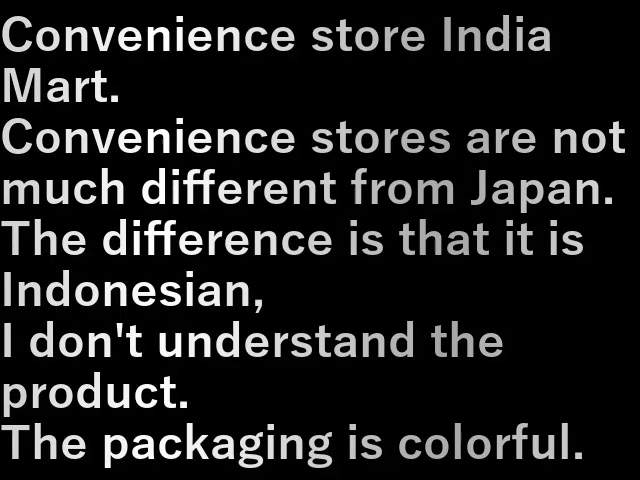 Convenience store India
Mart.
Convenience stores are not
much different from Japan.
The difference is that it is
Indonesian,
I don't understand the
product.
The packaging is colorful.